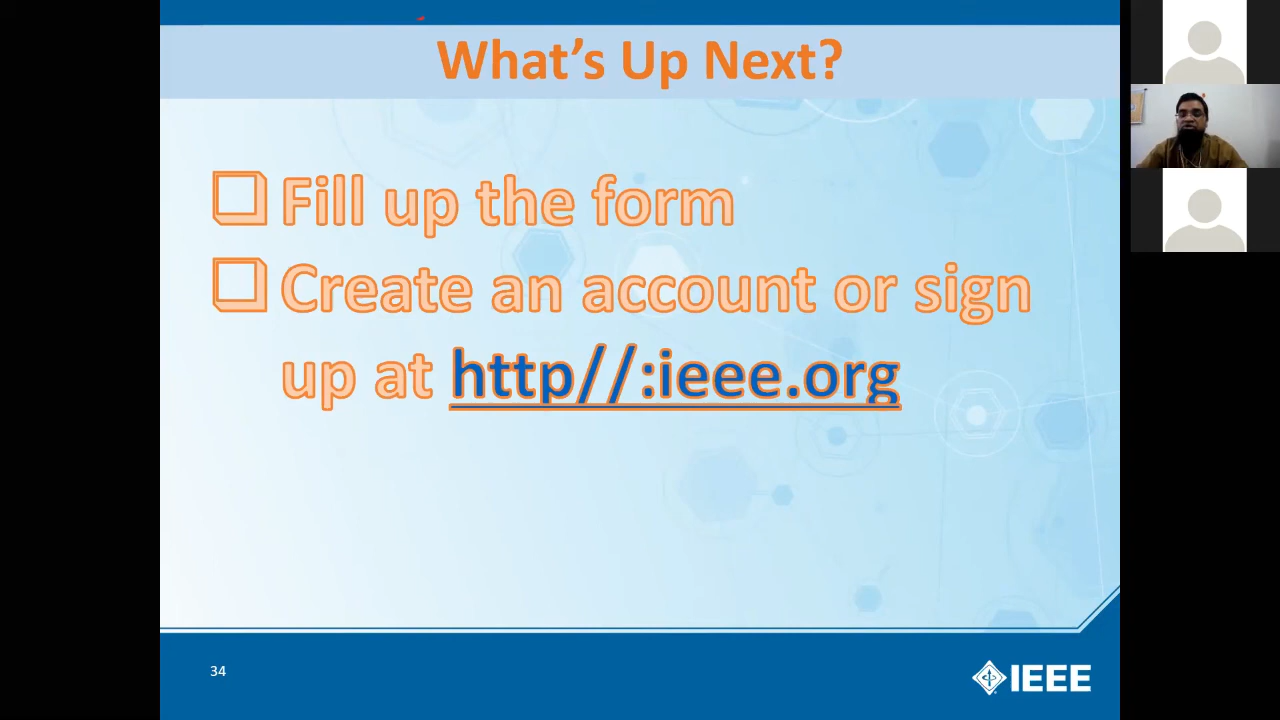 What's Up Next?
Fill up the form
Create an account or sign
up at http//:ieee.org
34
IEEE